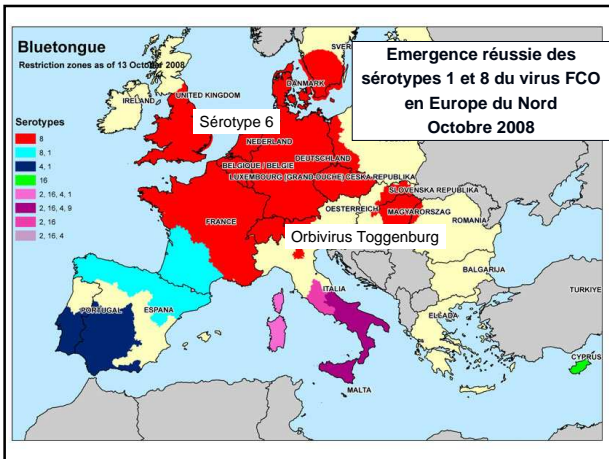 Bluetongue
Restriction zones as of 13 October 2008
Emergence réussie des
sérotypes 1 et 8 du virus FCO
en Europe du Nord
Octobre 2008
SVER
DANMARK
IRELAND
UNITED KINGDOM
Sérotype 6
Serotypes
8
8, 1
4, 1
16
2, 16, 4, 1
2, 16, 4, 9
2, 16
2, 16, 4
NEDERLAND
DEUTSCHLAND
BELGIQUE / BELGIE
LUXEMBOURG (GRAND-DUCHE)
CESKA REPUBLIKA
SLOVENSKA REPUBLIKA
OESTERREICH
MAGYARORSZAG
FRANCE
ROMANIA
Orbivirus Toggenburg
BALGARIJA
ITALIA
PORTUGAL
ESPANA
ELLADA
TURKIYE
CYPRUS
MALTA